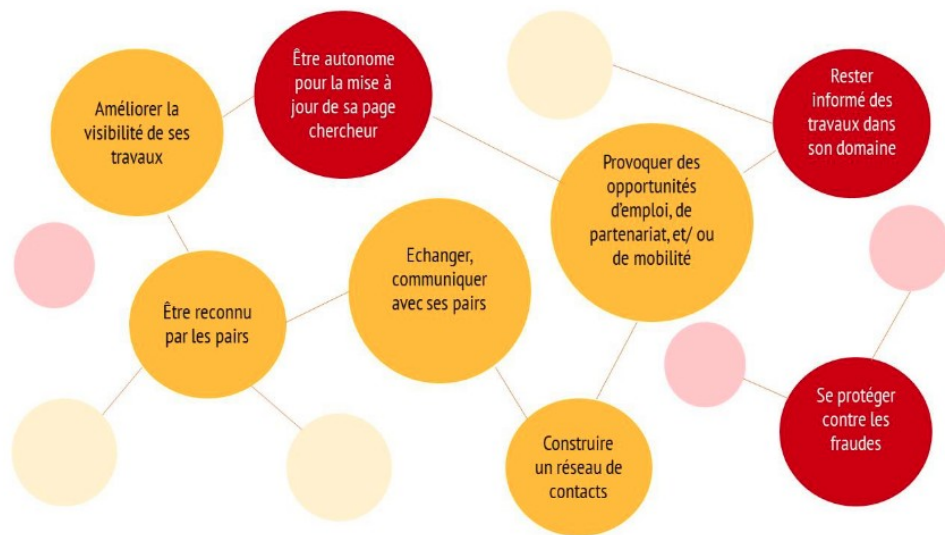 Améliorer la
visibilité de ses
travaux
Être autonome
pour la mise à
jour de sa page
chercheur
Rester
informé des
travaux dans
son domaine
Provoquer des
opportunités
d'emploi, de
partenariat, et/ ou
de mobilité
Echanger,
communiquer
avec ses pairs
Être reconnu
par les pairs
Construire
un réseau de
contacts
Se protéger
contre les
fraudes